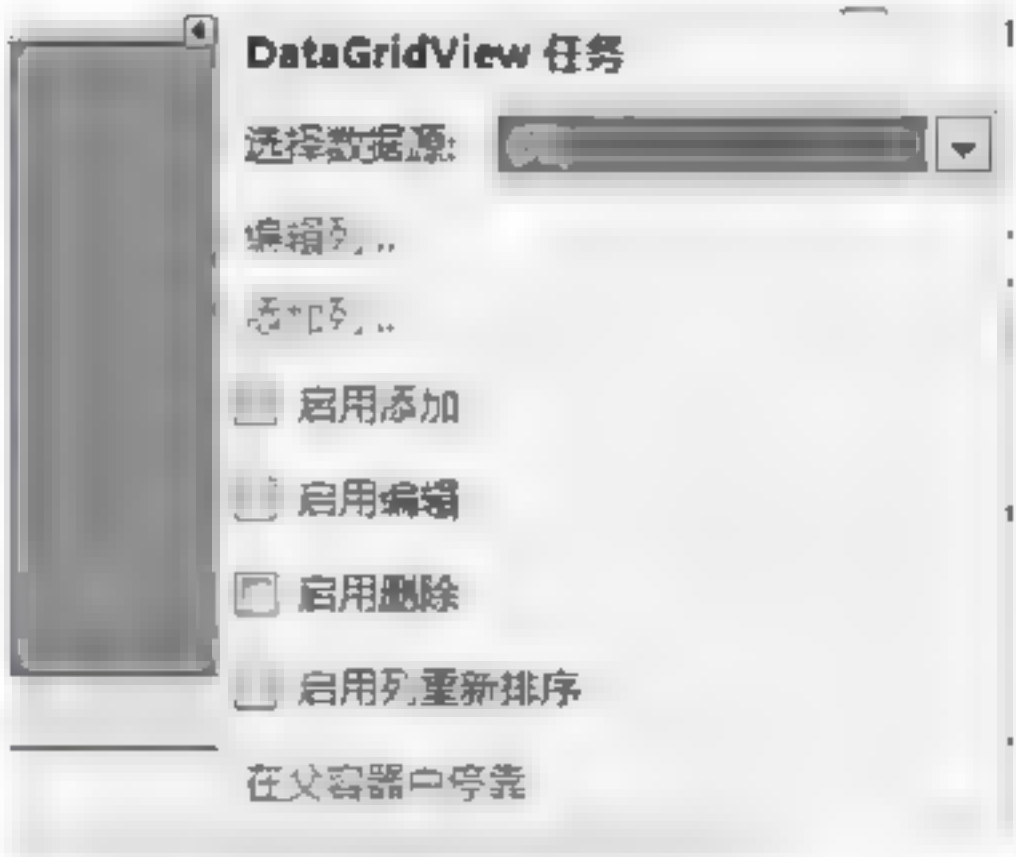 DataGridView 任务
选择数据源:
编辑列...
添加列...
启用添加
启用编辑
启用删除
启用列重新排序
在父容器中停靠